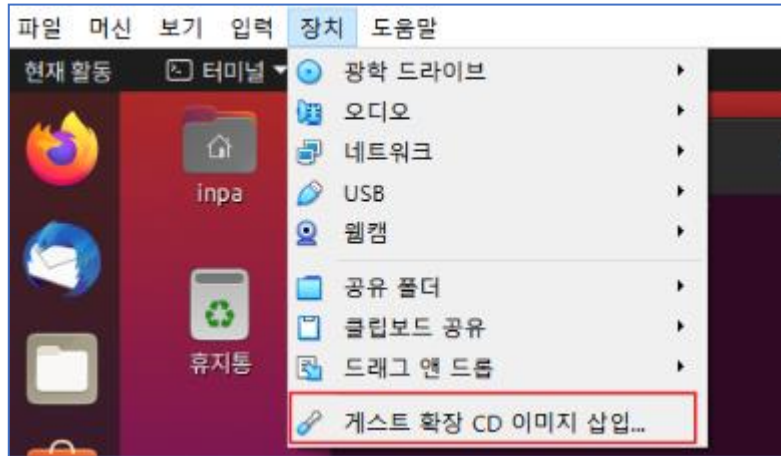 파일 머신 보기 입력 장치 도움말
현재 활동 터미널
광학 드라이브
오디오
네트워크
inpa
USB
웹캠
공유 폴더
클립보드 공유
휴지통
드래그 앤 드롭
게스트 확장 CD 이미지 삽입...